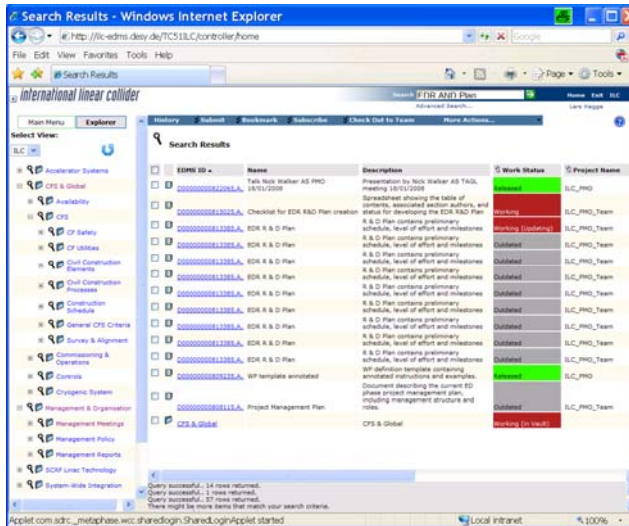 Search Results - Windows Internet Explorer
http://ilc-edms.desy.de/TC51ILC/controller/home
Google
File Edit View Favorites Tools Help
Search Results
Page Tools
international linear collider
Search EDR AND Plan
Home Exit ILC
Advanced Search...
Lars Hagge
Main Menu Explorer
History Submit Bookmark Subscribe Check Out to Team More Actions...
Select View:
ILC
Search Results
Accelerator Systems
CFS & Global
Availability
CFS
CF Safety
CF Utilities
Civil Construction
Elements
Civil Construction
Processes
Construction
Schedule
General CFS Criteria
Survey & Alignment
Commissioning &
Operations
Controls
Cryogenic System
Management & Organisation
Management Meetings
Management Policy
Management Reports
SCRF Linac Technology
System-Wide Integration
EDMS ID Name Description Work Status Project Name
Talk Nick Walker AS PMO
18/01/2008
Presentation by Nick Walker AS TAGL
meeting 18/01/2008
Released ILC_PMO
Checklist for EDR R&D Plan creation
Spreadsheet showing the table of
contents, associated section authors, and
status for developing the EDR R&D Plan
Working ILC_PMO_Team
EDR R & D Plan
R & D Plan contains preliminary
schedule, level of effort and milestones
Working (Updating) ILC_PMO_Team
EDR R & D Plan
R & D Plan contains preliminary
schedule, level of effort and milestones
Outdated ILC_PMO_Team
EDR R & D Plan
R & D Plan contains preliminary
schedule, level of effort and milestones
Outdated ILC_PMO_Team
EDR R & D Plan
R & D Plan contains preliminary
schedule, level of effort and milestones
Outdated ILC_PMO_Team
EDR R & D Plan
R & D Plan contains preliminary
schedule, level of effort and milestones
Outdated ILC_PMO_Team
EDR R & D Plan
R & D Plan contains preliminary
schedule, level of effort and milestones
Outdated ILC_PMO_Team
EDR R & D Plan
R & D Plan contains preliminary
schedule, level of effort and milestones
Outdated ILC_PMO_Team
EDR R & D Plan
R & D Plan contains preliminary
schedule, level of effort and milestones
Outdated ILC_PMO_Team
WP template annotated
WP definition template containing
annotated instructions and examples.
Released ILC_PMO
Project Management Plan
Document describing the current ED
phase project management plan,
including management structure and
roles.
Outdated ILC_PMO_Team
CFS & Global CFS & Global Working (in Vault)
Query successful.. 14 rows returned.
Query successful.. 1 rows returned.
Query successful.. 57 rows returned.
There might be more items that match your search criteria.
Applet com.sdrc._metaphase.wcc.sharedlogin.SharedLoginApplet started
Local intranet 100%